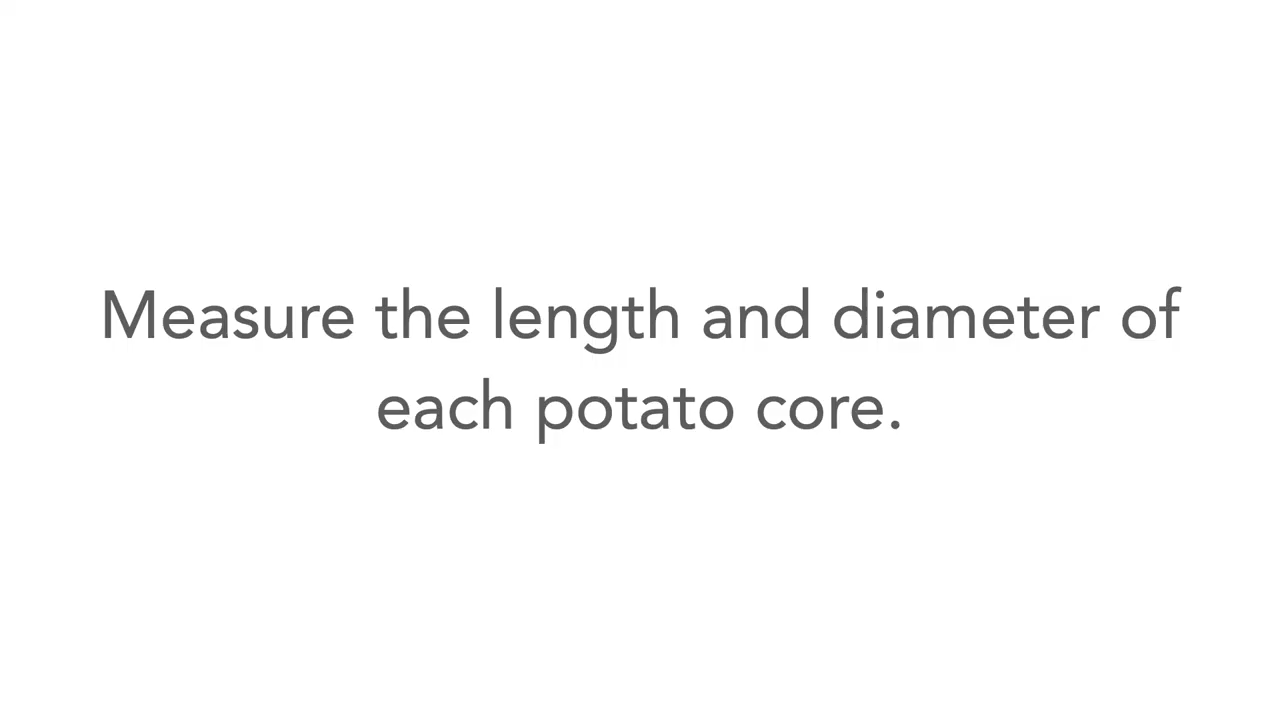 Measure the length and diameter of
each potato core.